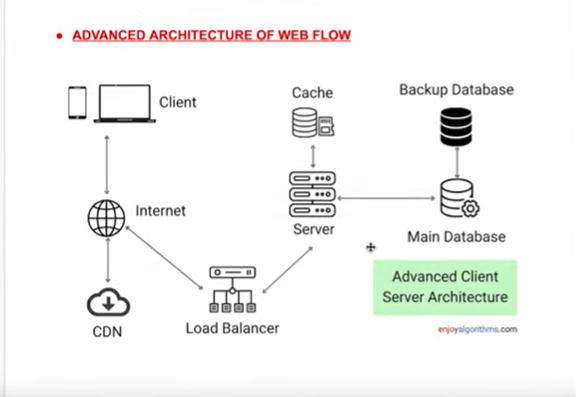 ADVANCED ARCHITECTURE OF WEB FLOW
Client
Cache
Backup Database
Internet
Server
Main Database
CDN
Load Balancer
Advanced Client
Server Architecture
enjoyalgorithms.com